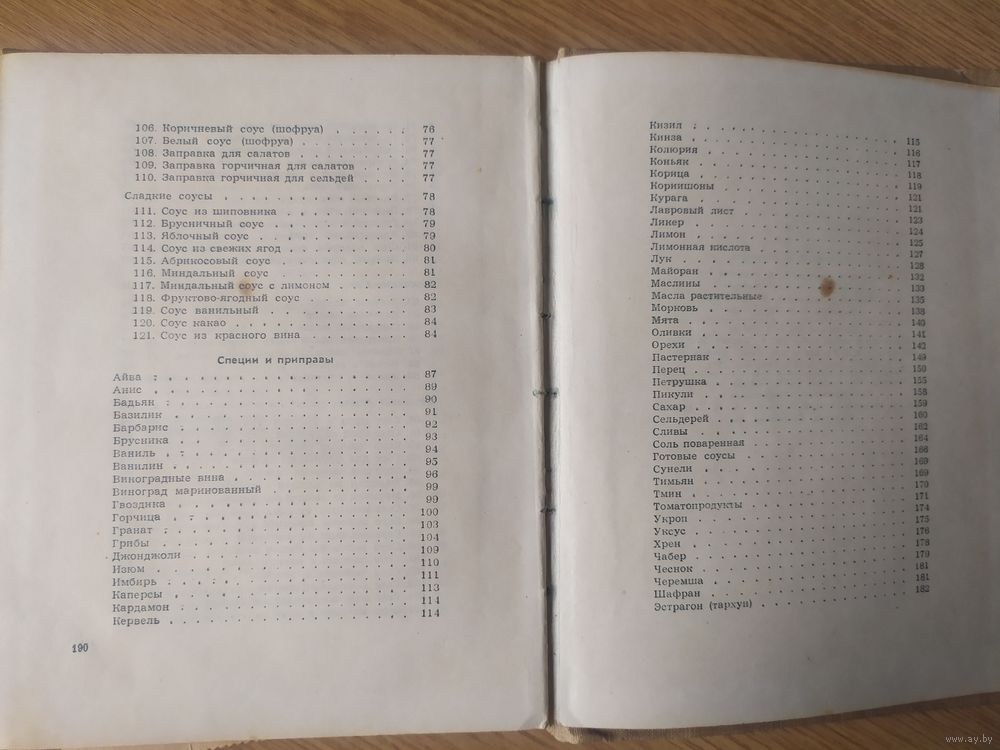 106. Коричневый соус (шофруа) . . . . . 76
107. Белый соус (шофруа) . . . . . . 77
108. Заправка для салатов . . . . . . 77
109. Заправка горчичная для салатов . . . . 77
110. Заправка горчичная для сельдей . . . . 77
Сладкие соусы . . . . . . . . . . . 78
111. Соус из шиповника . . . . . . . 78
112. Брусничный соус . . . . . . . . 79
113. Яблочный соус . . . . . . . . . 79
114. Соус из свежих ягод . . . . . . . 80
115. Абрикосовый соус . . . . . . . . 81
116. Миндальный соус . . . . . . . . 81
117. Миндальный соус с лимоном . . . . . 82
118. Фруктово-ягодный соус . . . . . . 82
119. Соус ванильный . . . . . . . . 83
120. Соус какао . . . . . . . . . . 84
121. Соус из красного вина . . . . . . 84
Специи и приправы
Айва . . . . . . . . . . . . . . 87
Анис . . . . . . . . . . . . . . 89
Бадьян . . . . . . . . . . . . . 90
Базилик . . . . . . . . . . . . . 91
Барбарис . . . . . . . . . . . . . 92
Брусника . . . . . . . . . . . . . 93
Ваниль . . . . . . . . . . . . . 94
Ванилин . . . . . . . . . . . . . 95
Виноградные вина . . . . . . . . . . 96
Виноград маринованный . . . . . . . . 99
Гвоздика . . . . . . . . . . . . . 99
Горчица . . . . . . . . . . . . . 100
Гранат . . . . . . . . . . . . . 103
Грибы . . . . . . . . . . . . . . 104
Джонджоли . . . . . . . . . . . . 109
Изюм . . . . . . . . . . . . . . 110
Имбирь . . . . . . . . . . . . . 111
Каперсы . . . . . . . . . . . . . 113
Кардамон . . . . . . . . . . . . . 114
Кервель . . . . . . . . . . . . . 114
190
Кизил . . . . . . . . . . . . . . 115
Кинза . . . . . . . . . . . . . . 116
Колюрия . . . . . . . . . . . . . 117
Коньяк . . . . . . . . . . . . . 118
Корица . . . . . . . . . . . . . 119
Корнишоны . . . . . . . . . . . . 121
Курага . . . . . . . . . . . . . 121
Лавровый лист . . . . . . . . . . . 123
Ликер . . . . . . . . . . . . . . 124
Лимон . . . . . . . . . . . . . . 125
Лимонная кислота . . . . . . . . . . 127
Лук . . . . . . . . . . . . . . . 128
Майоран . . . . . . . . . . . . . 132
Маслины . . . . . . . . . . . . . 133
Масла растительные . . . . . . . . . 135
Морковь . . . . . . . . . . . . . 138
Мята . . . . . . . . . . . . . . 140
Оливки . . . . . . . . . . . . . 141
Орехи . . . . . . . . . . . . . . 142
Пастернак . . . . . . . . . . . . 149
Перец . . . . . . . . . . . . . . 150
Петрушка . . . . . . . . . . . . . 155
Пикули . . . . . . . . . . . . . 158
Сахар . . . . . . . . . . . . . . 159
Сельдерей . . . . . . . . . . . . 160
Сливы . . . . . . . . . . . . . . 162
Соль поваренная . . . . . . . . . . 164
Готовые соусы . . . . . . . . . . . 166
Сунели . . . . . . . . . . . . . 169
Тимьян . . . . . . . . . . . . . 169
Тмин . . . . . . . . . . . . . . 170
Томатопродукты . . . . . . . . . . 171
Укроп . . . . . . . . . . . . . . 174
Уксус . . . . . . . . . . . . . . 175
Хрен . . . . . . . . . . . . . . 176
Чабер . . . . . . . . . . . . . . 178
Чеснок . . . . . . . . . . . . . 179
Черемша . . . . . . . . . . . . . 181
Шафран . . . . . . . . . . . . . 181
Эстрагон (тархун) . . . . . . . . . 182
www.ay.by